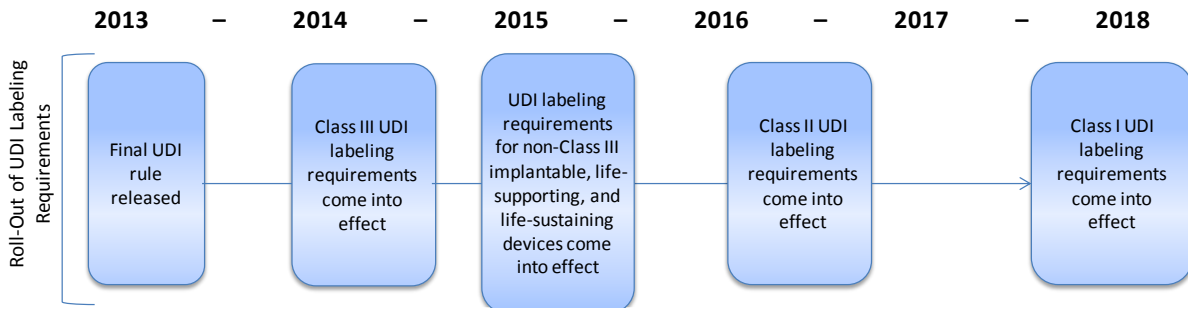 2013 – 2014 – 2015 – 2016 – 2017 – 2018
Roll-Out of UDI Labeling
Requirements
Final UDI
rule
released
Class III UDI
labeling
requirements
come into
effect
UDI labeling
requirements
for non-Class III
implantable, life-
supporting, and
life-sustaining
devices come
into effect
Class II UDI
labeling
requirements
come into
effect
Class I UDI
labeling
requirements
come into
effect